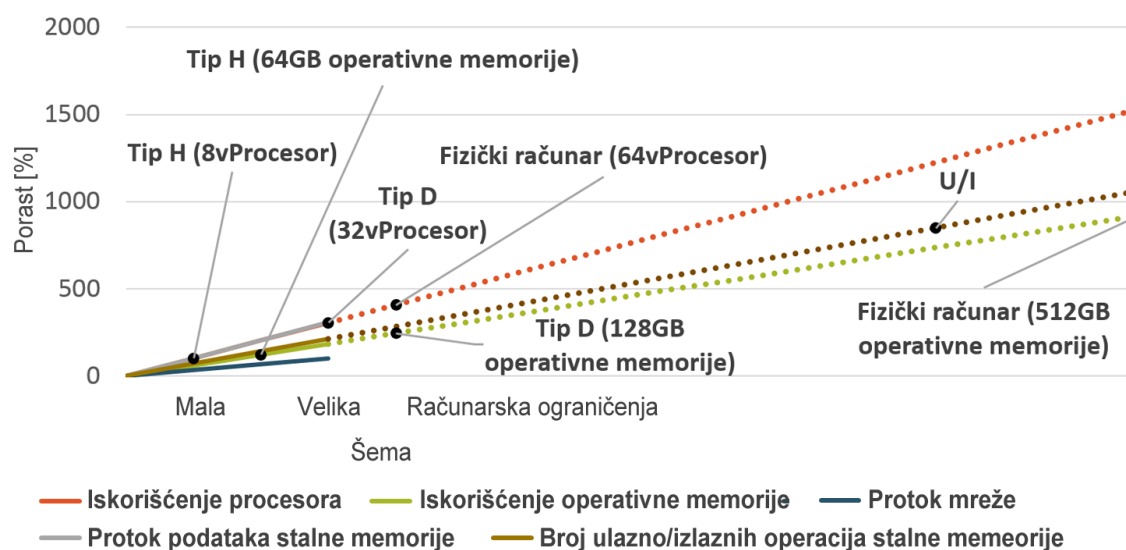 2000
Tip H (64GB operativne memorije)
1500
Tip H (8vProcesor)
Fizički računar (64vProcesor)
Porast [%]
1000
Tip D
(32vProcesor)
U/I
500
Tip D (128GB
operativne memorije)
Fizički računar (512GB
operativne memorije)
0
Mala
Velika
Računarska ograničenja
Šema
Iskorišćenje procesora
Iskorišćenje operativne memorije
Protok mreže
Protok podataka stalne memorije
Broj ulazno/izlaznih operacija stalne memeorije